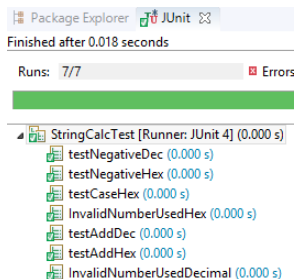 Package Explorer JUnit
Finished after 0.018 seconds
Runs: 7/7 Errors
StringCalcTest [Runner: JUnit 4] (0.000 s)
testNegativeDec (0.000 s)
testNegativeHex (0.000 s)
testCaseHex (0.000 s)
InvalidNumberUsedHex (0.000 s)
testAddDec (0.000 s)
testAddHex (0.000 s)
InvalidNumberUsedDecimal (0.000 s)